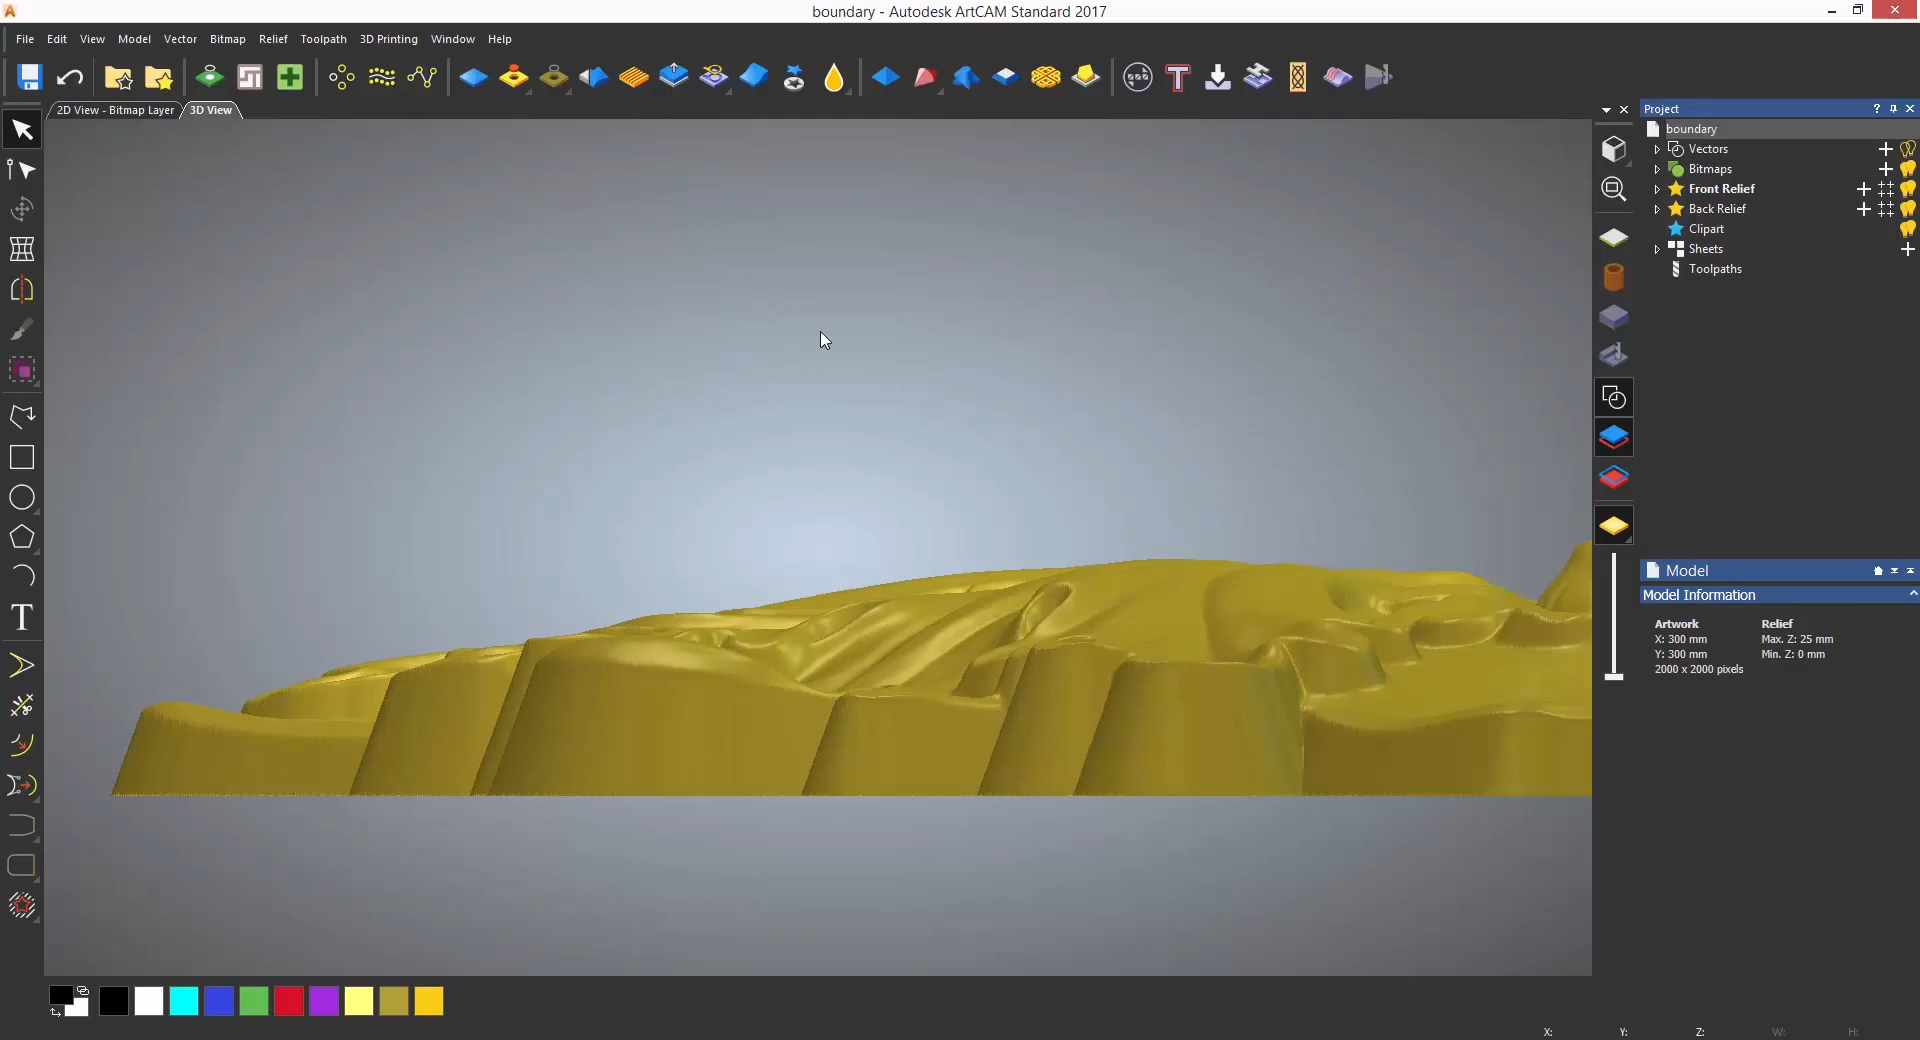 boundary - Autodesk ArtCAM Standard 2017
File Edit View Model Vector Bitmap Relief Toolpath 3D Printing Window Help
2D View - Bitmap Layer 3D View
Project
boundary
Vectors
Bitmaps
Front Relief
Back Relief
Clipart
Sheets
Toolpaths
Model
Model Information
Artwork Relief
X: 300 mm Max. Z: 25 mm
Y: 300 mm Min. Z: 0 mm
2000 x 2000 pixels
X: Y: Z: W: H: